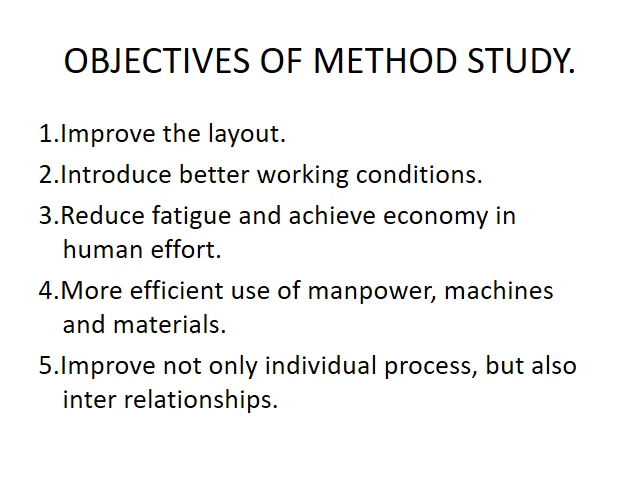 OBJECTIVES OF METHOD STUDY.
1.Improve the layout.
2.Introduce better working conditions.
3.Reduce fatigue and achieve economy in
human effort.
4.More efficient use of manpower, machines
and materials.
5.Improve not only individual process, but also
inter relationships.